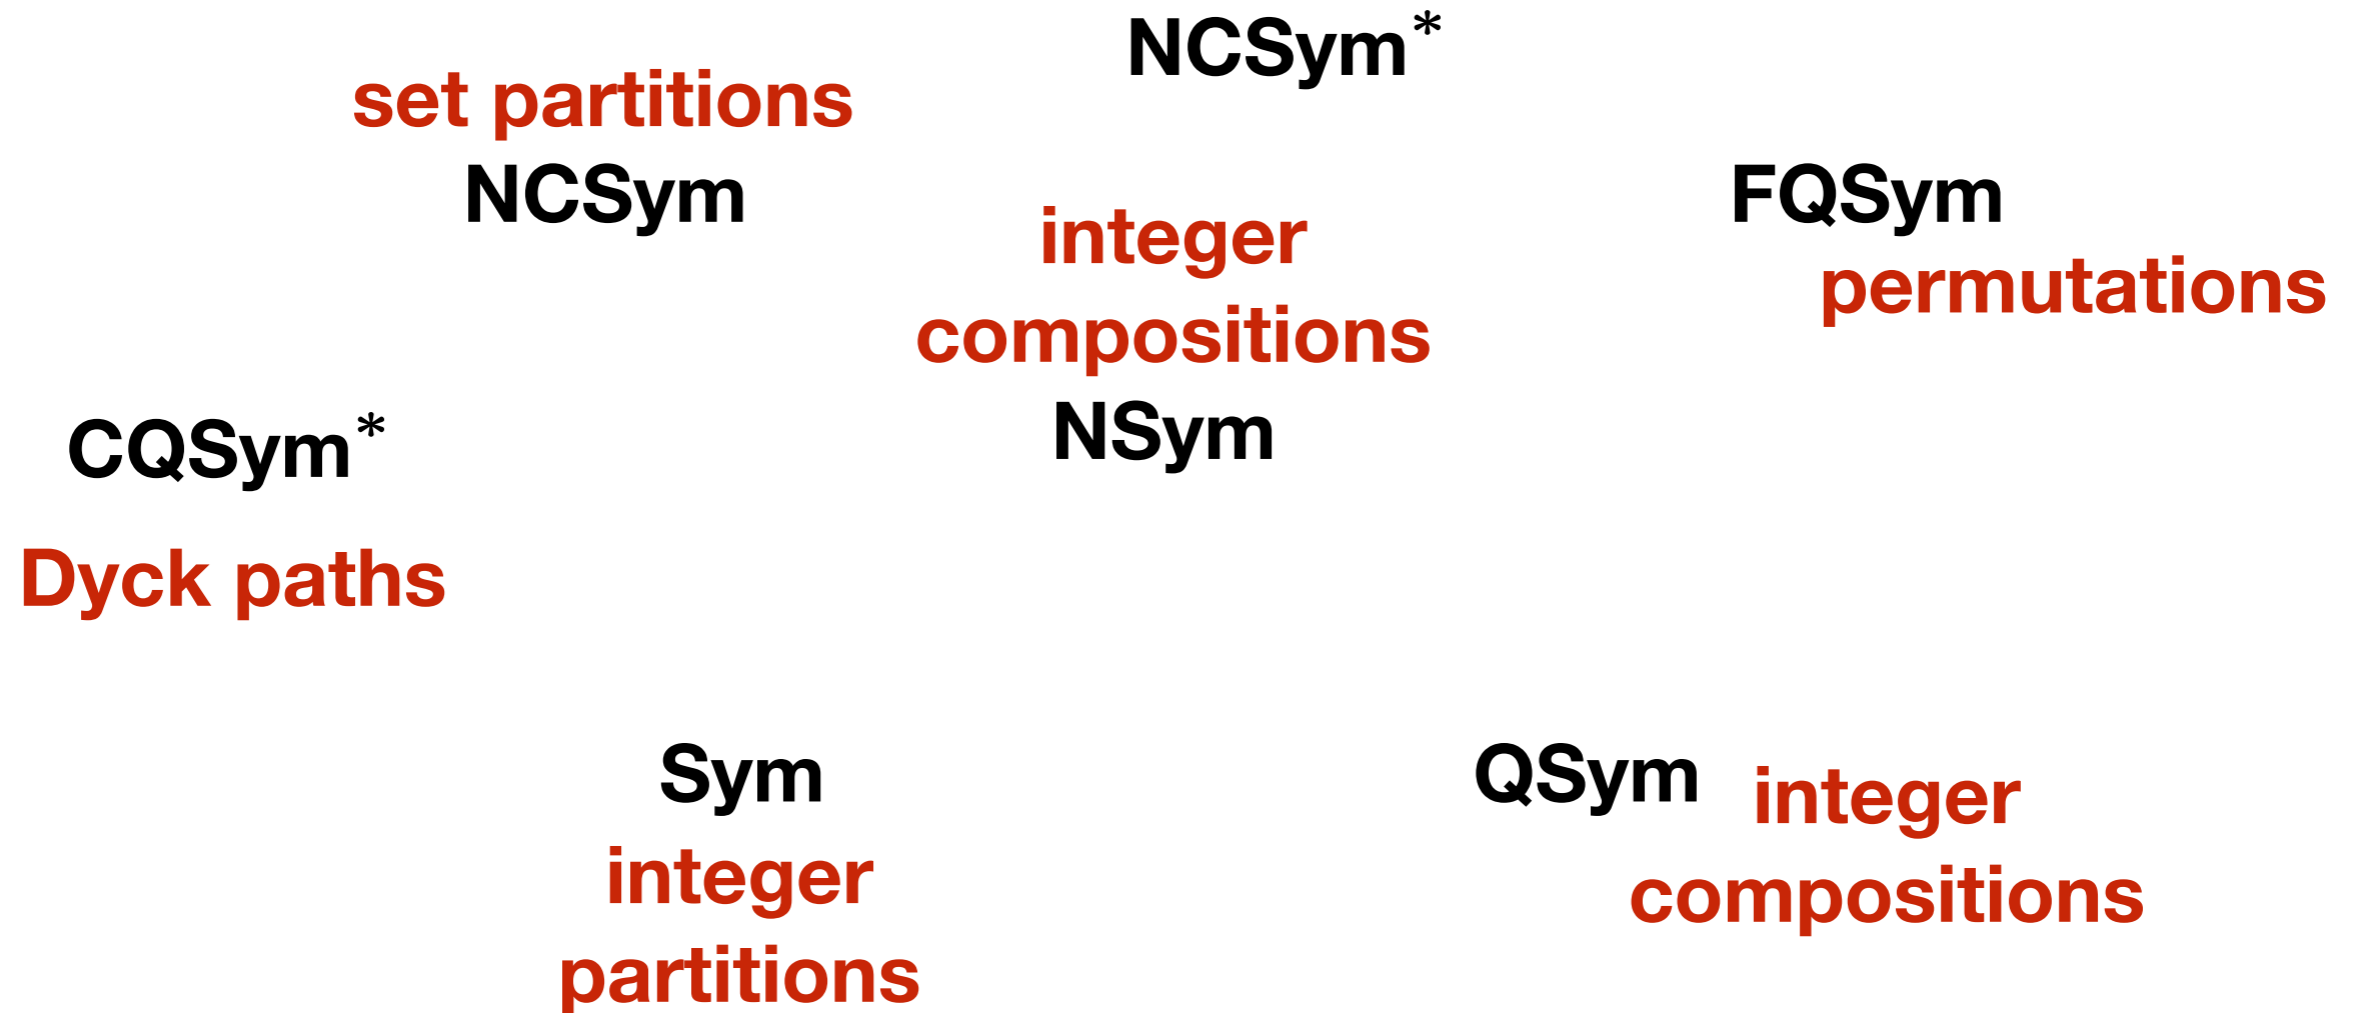 NCSym*
set partitions
NCSym
FQSym
integer
compositions
permutations
NSym
CQSym*
Dyck paths
Sym
integer
partitions
QSym
integer
compositions